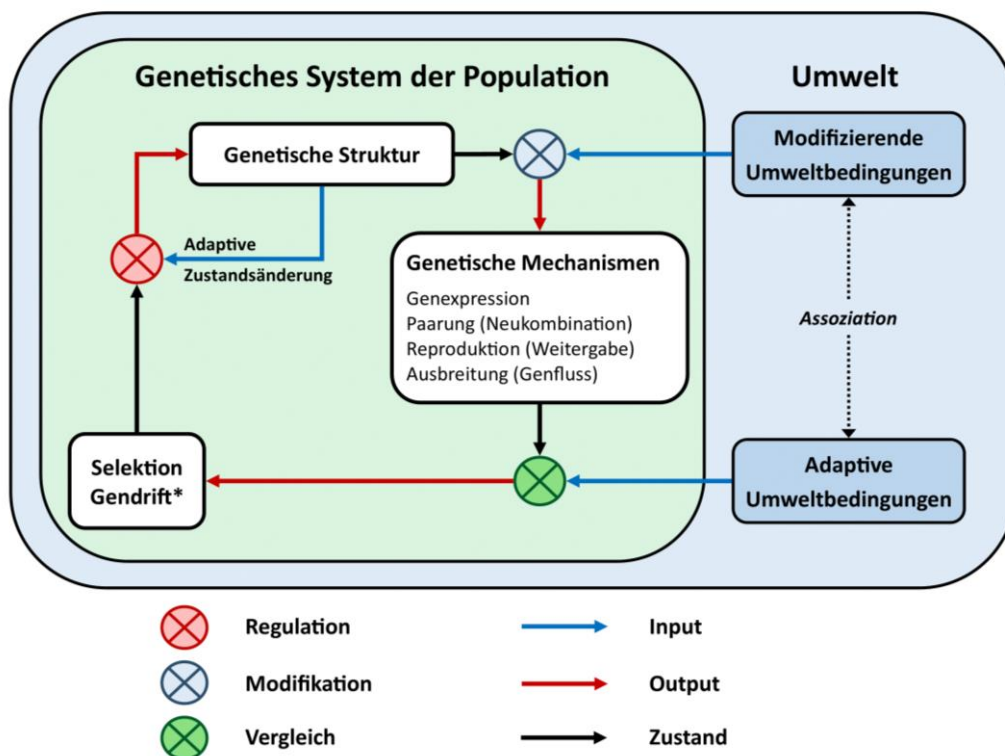 Genetisches System der Population
Umwelt
Genetische Struktur
Modifizierende
Umweltbedingungen
Adaptive
Zustandsänderung
Genetische Mechanismen
Genexpression
Paarung (Neukombination)
Reproduktion (Weitergabe)
Ausbreitung (Genfluss)
Assoziation
Selektion
Gendrift*
Adaptive
Umweltbedingungen
Regulation
Input
Modifikation
Output
Vergleich
Zustand